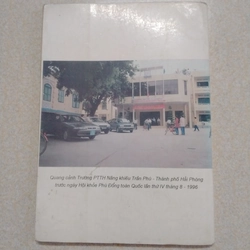 Quang cảnh Trường PTTH Năng khiếu Trần Phú - Thành phố Hải Phòng
trước ngày Hội khỏe Phù Đổng toàn Quốc lần thứ IV tháng 8 - 1996